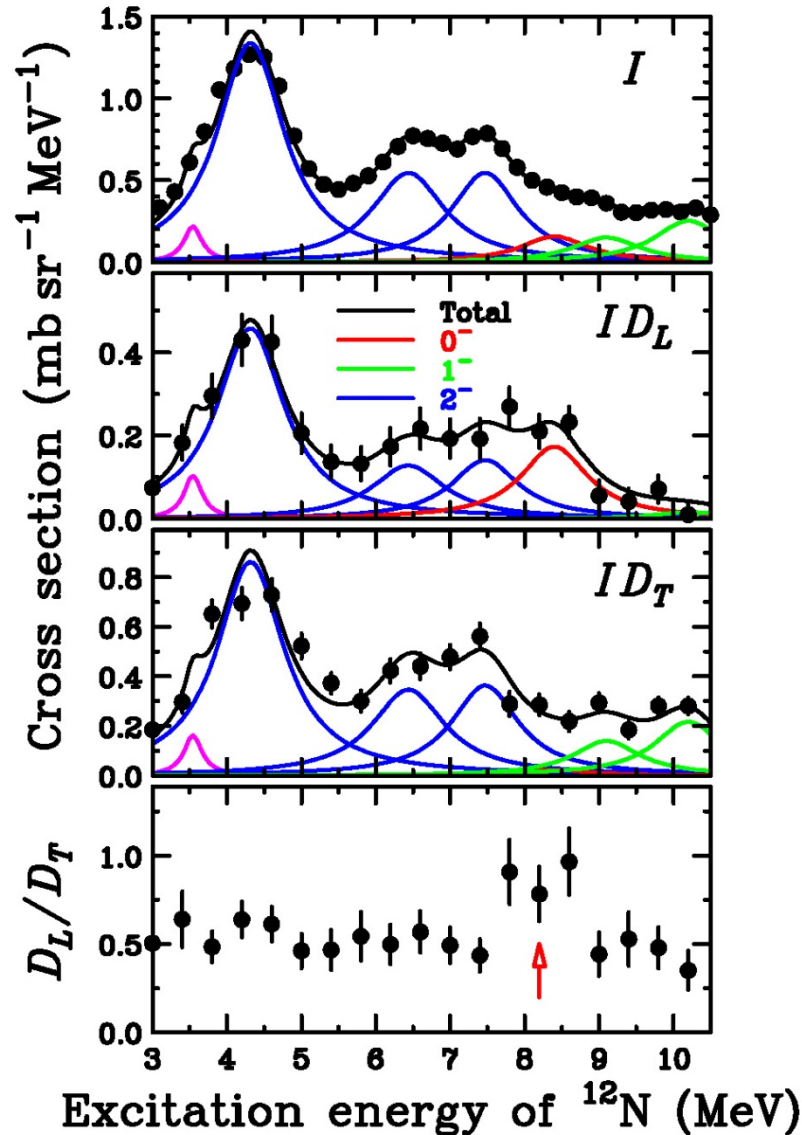 Cross section (mb sr⁻¹ MeV⁻¹)
1.5
1.0
0.5
0.0
I
0.4
0.2
0.0
Total
0⁻
1⁻
2⁻
ID_L
0.8
0.6
0.4
0.2
0.0
ID_T
D_L/D_T
1.0
0.5
0.0
3 4 5 6 7 8 9 10
Excitation energy of ¹²N (MeV)